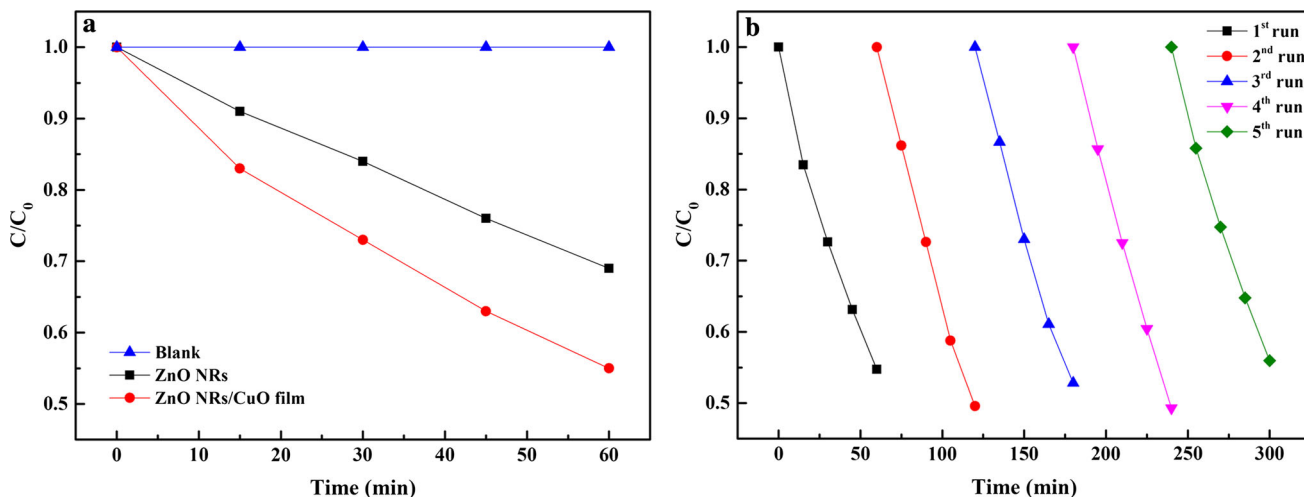 a
C/C0
1.0
0.9
0.8
0.7
0.6
0.5
Blank
ZnO NRs
ZnO NRs/CuO film
0 10 20 30 40 50 60
Time (min)
b
C/C0
1.0
0.9
0.8
0.7
0.6
0.5
1st run
2nd run
3rd run
4th run
5th run
0 50 100 150 200 250 300
Time (min)